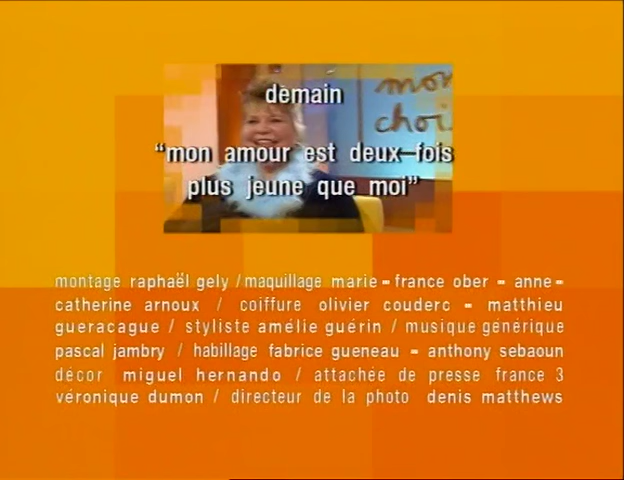 mon
choi
demain
“mon amour est deux-fois
plus jeune que moi”
montage raphaël gely / maquillage marie-france ober - anne-
catherine arnoux / coiffure olivier couderc - matthieu
gueracague / styliste amélie guérin / musique générique
pascal jambry / habillage fabrice gueneau - anthony sebaoun
décor miguel hernando / attachée de presse france 3
véronique dumon / directeur de la photo denis matthews